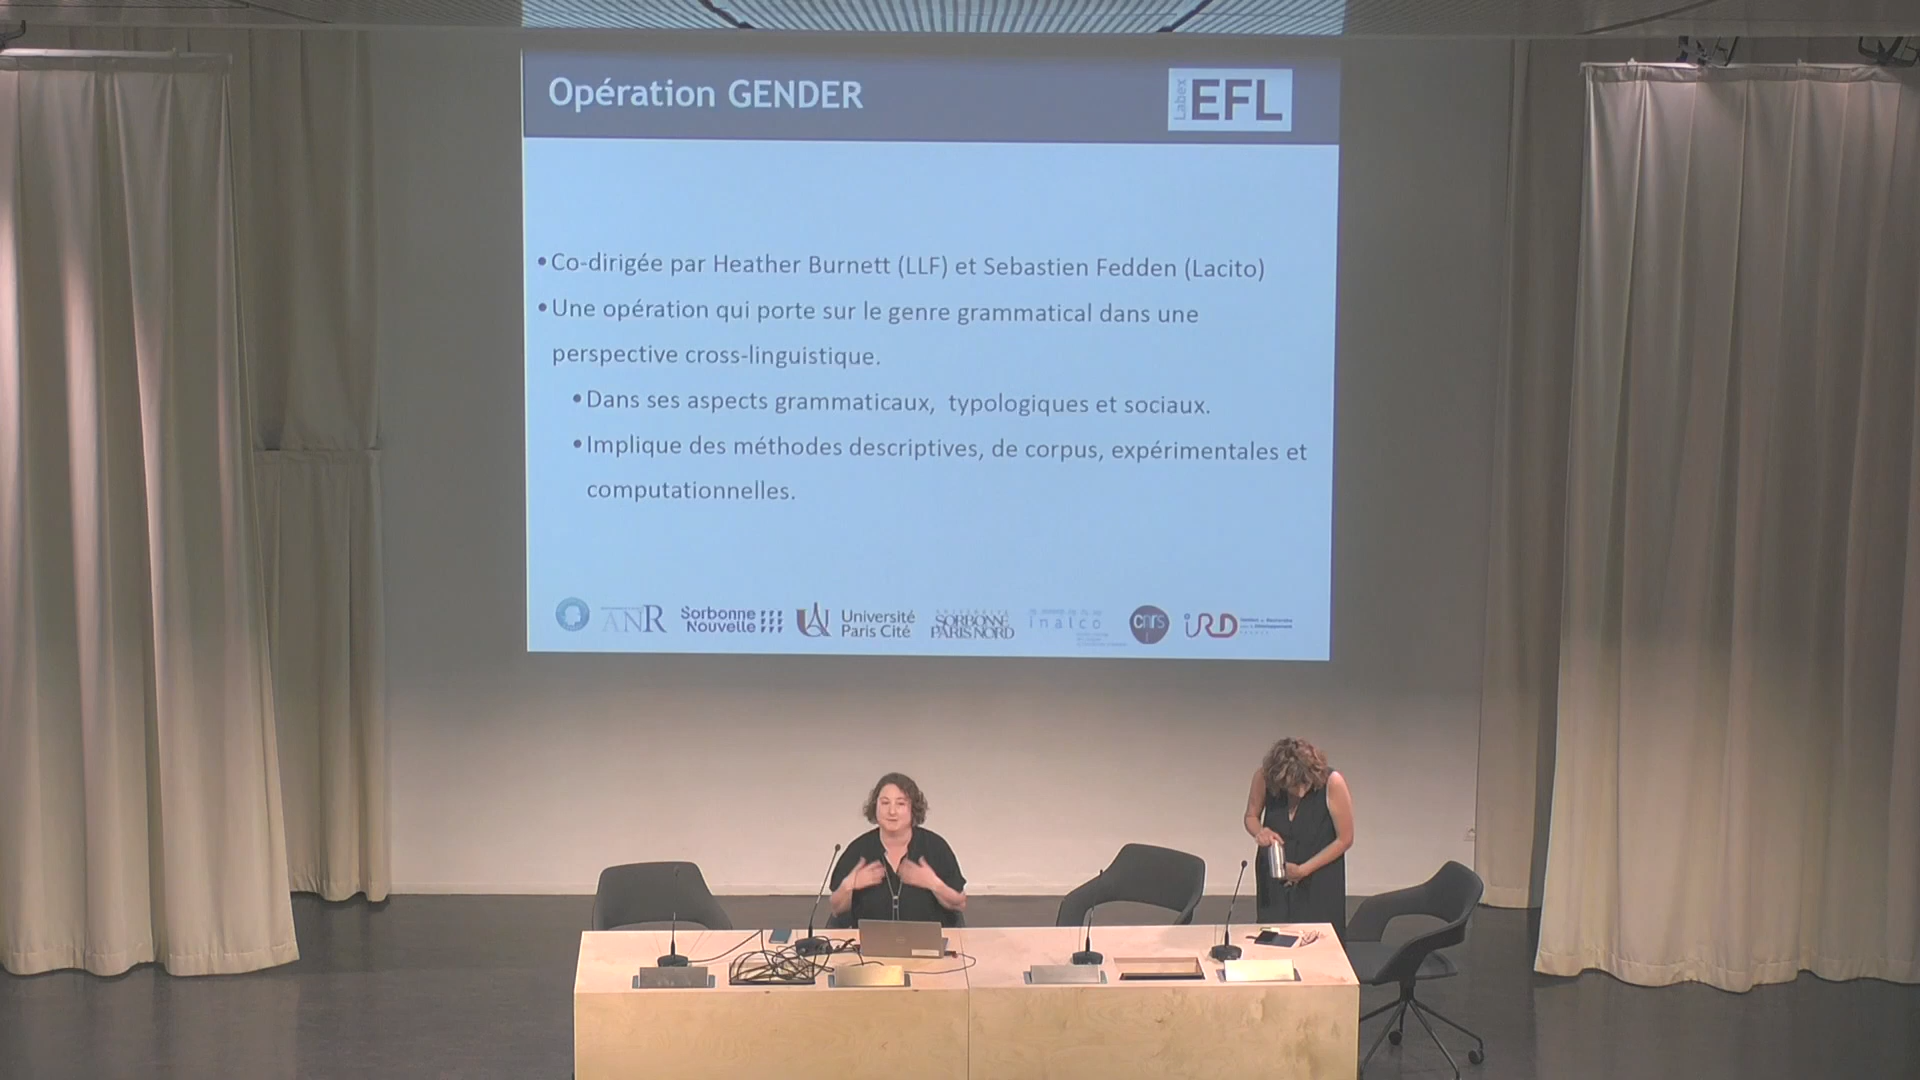 Opération GENDER
Labex EFL
•Co-dirigée par Heather Burnett (LLF) et Sebastien Fedden (Lacito)
•Une opération qui porte sur le genre grammatical dans une
perspective cross-linguistique.
•Dans ses aspects grammaticaux, typologiques et sociaux.
•Implique des méthodes descriptives, de corpus, expérimentales et
computationnelles.
ANR
Sorbonne
Nouvelle
Université
Paris Cité
SORBONNE
PARIS NORD
inalco
cnrs
IRD